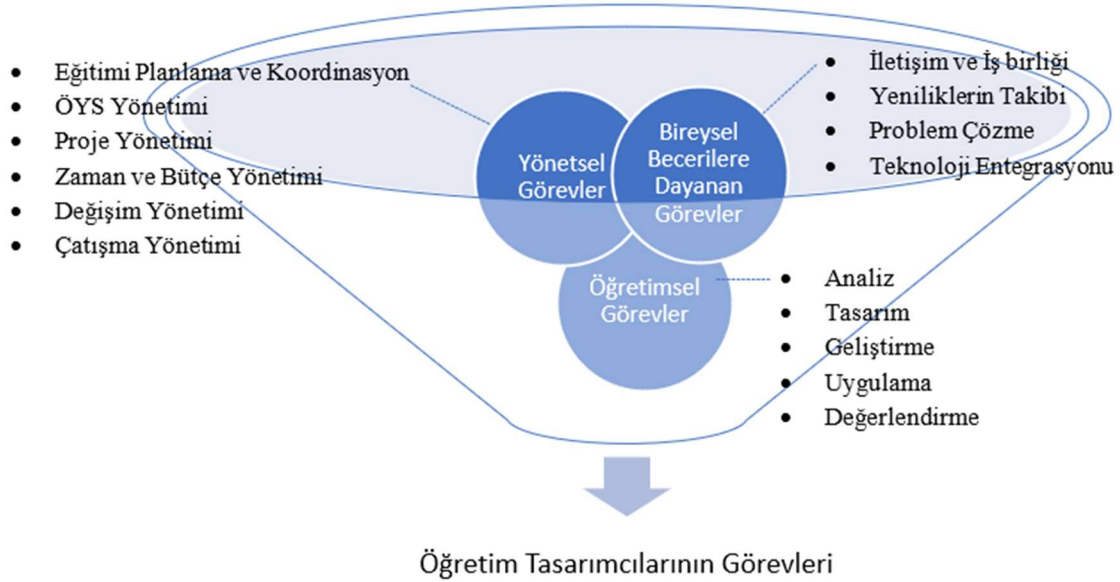 • Eğitimi Planlama ve Koordinasyon
• ÖYS Yönetimi
• Proje Yönetimi
• Zaman ve Bütçe Yönetimi
• Değişim Yönetimi
• Çatışma Yönetimi
Yönetsel
Görevler
Bireysel
Becerilere
Dayanan
Görevler
• İletişim ve İş birliği
• Yeniliklerin Takibi
• Problem Çözme
• Teknoloji Entegrasyonu
Öğretimsel
Görevler
• Analiz
• Tasarım
• Geliştirme
• Uygulama
• Değerlendirme
Öğretim Tasarımcılarının Görevleri